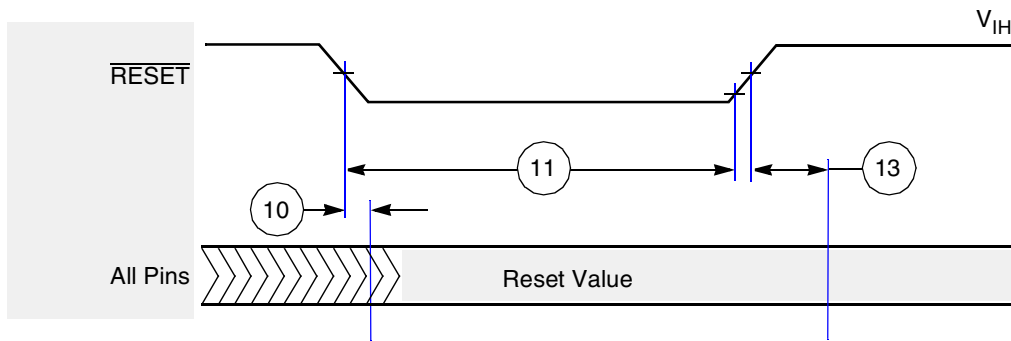 V_IH
RESET
11
13
10
All Pins
Reset Value